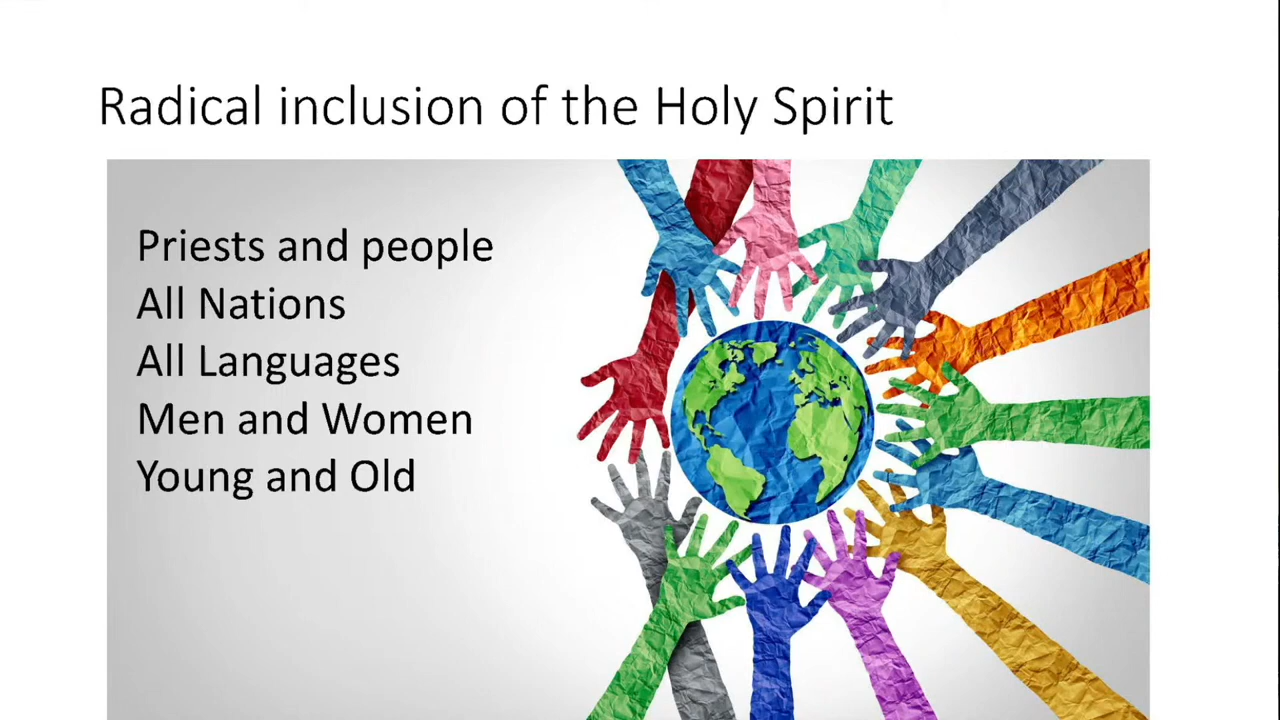 Radical inclusion of the Holy Spirit
Priests and people
All Nations
All Languages
Men and Women
Young and Old